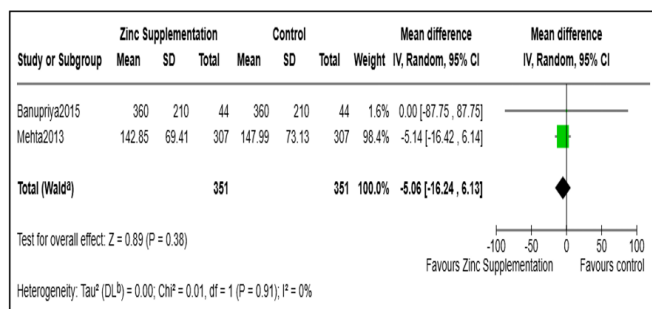 Zinc Supplementation Control Mean difference Mean difference
Study or Subgroup Mean SD Total Mean SD Total Weight IV, Random, 95% CI IV, Random, 95% CI
Banupriya2015 360 210 44 360 210 44 1.6% 0.00 [-87.75 , 87.75]
Mehta2013 142.85 69.41 307 147.99 73.13 307 98.4% -5.14 [-16.42 , 6.14]
Total (Waldᵃ) 351 351 100.0% -5.06 [-16.24 , 6.13]
Test for overall effect: Z = 0.89 (P = 0.38)
-100 -50 0 50 100
Favours Zinc Supplementation Favours control
Heterogeneity: Tau² (DLᵇ) = 0.00; Chi² = 0.01, df = 1 (P = 0.91); I² = 0%